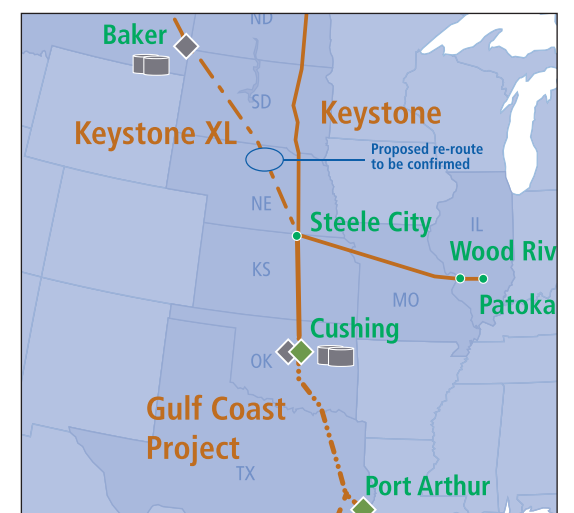 ND
Baker
SD
Keystone
Keystone XL
Proposed re-route
to be confirmed
NE
Steele City
IL
Wood Riv
KS
MO
Patoka
Cushing
OK
Gulf Coast
Project
TX
Port Arthur